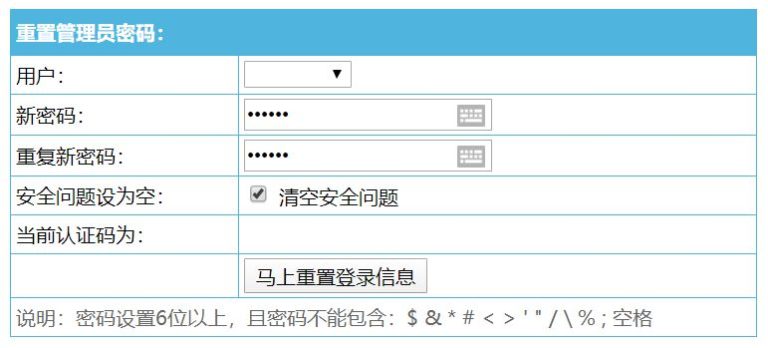 重置管理员密码：
用户：
新密码： ••••••
重复新密码： ••••••
安全问题设为空： 清空安全问题
当前认证码为：
马上重置登录信息
说明：密码设置6位以上，且密码不能包含：$ & * # < > ' " / \ % ; 空格